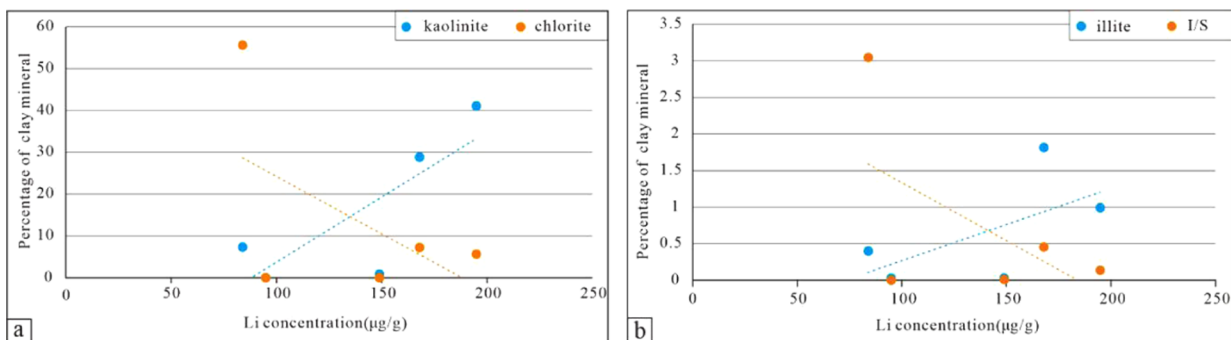 kaolinite chlorite
60
50
40
30
20
10
0
Percentage of clay mineral
0 50 100 150 200 250
Li concentration(μg/g)
a
illite I/S
3.5
3
2.5
2
1.5
1
0.5
0
Percentage of clay mineral
0 50 100 150 200 250
Li concentration(μg/g)
b